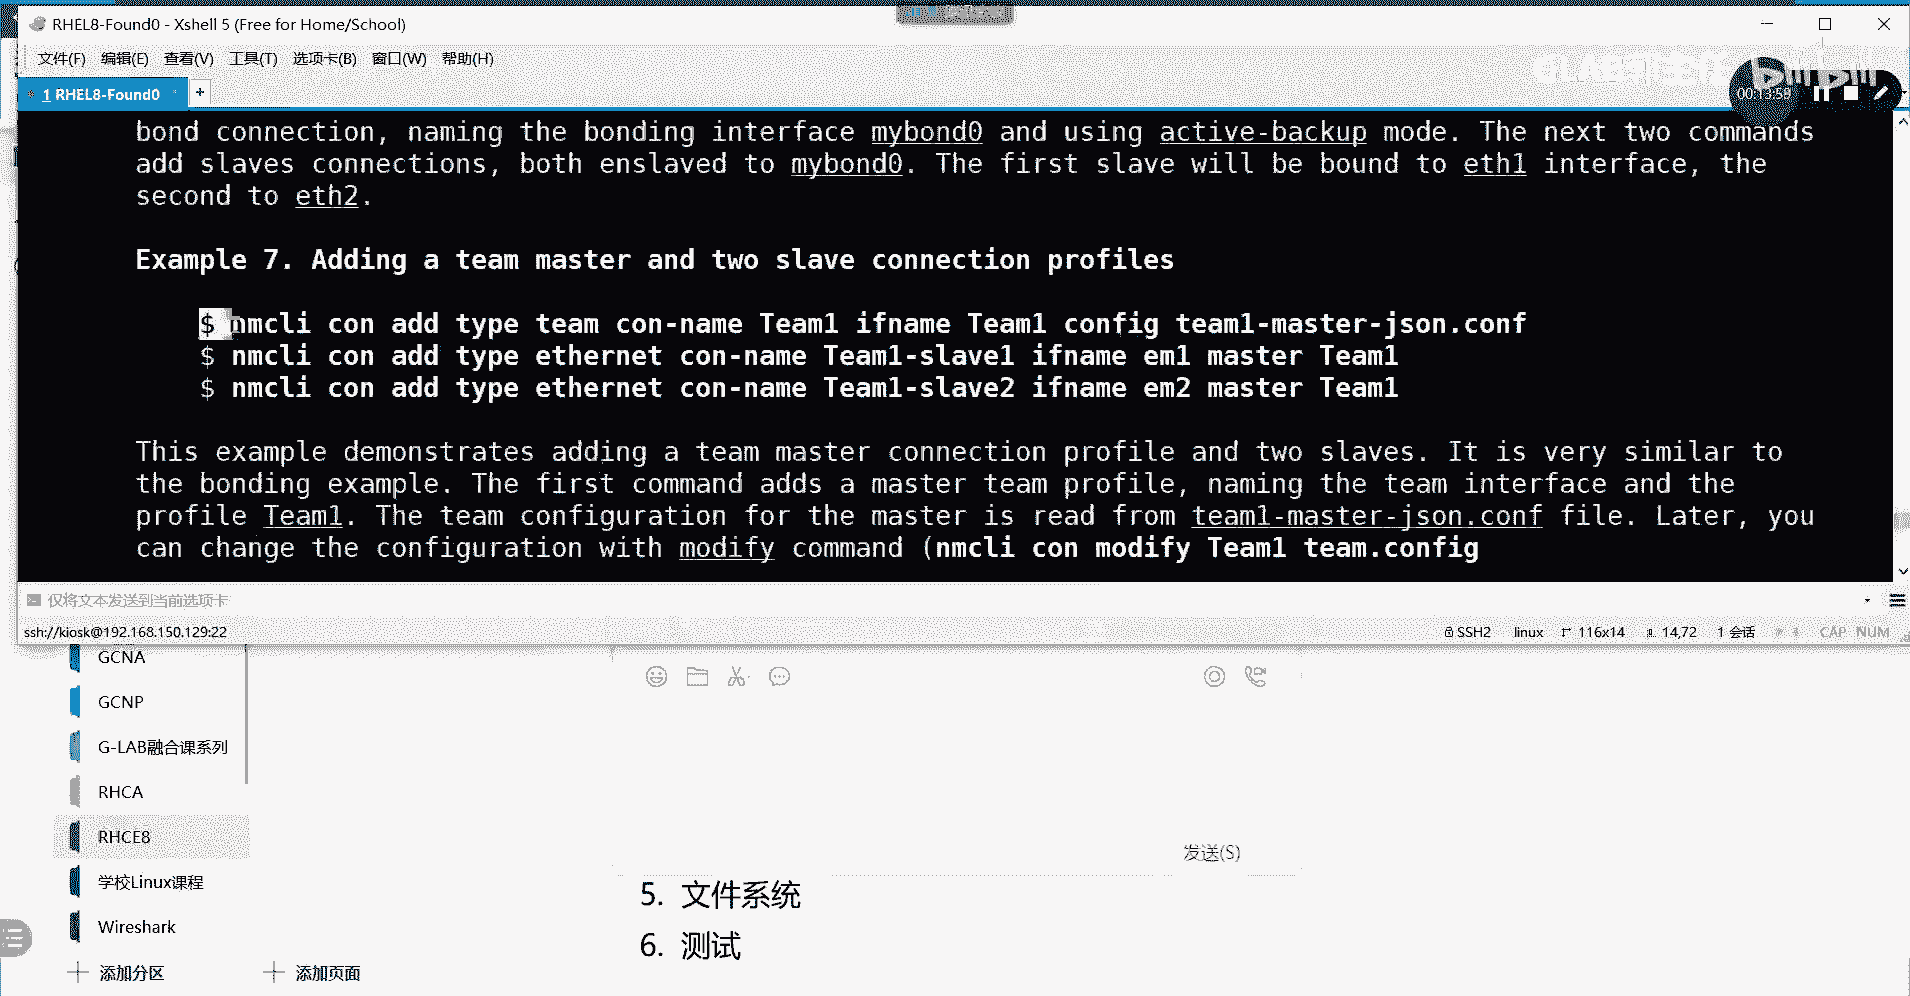 RHEL8-Found0 - Xshell 5 (Free for Home/School)
文件(F) 编辑(E) 查看(V) 工具(T) 选项卡(B) 窗口(W) 帮助(H)
1 RHEL8-Found0 +
bilibili
00:13:58
bond connection, naming the bonding interface mybond0 and using active-backup mode. The next two commands
add slaves connections, both enslaved to mybond0. The first slave will be bound to eth1 interface, the
second to eth2.
Example 7. Adding a team master and two slave connection profiles
$ nmcli con add type team con-name Team1 ifname Team1 config team1-master-json.conf
$ nmcli con add type ethernet con-name Team1-slave1 ifname em1 master Team1
$ nmcli con add type ethernet con-name Team1-slave2 ifname em2 master Team1
This example demonstrates adding a team master connection profile and two slaves. It is very similar to
the bonding example. The first command adds a master team profile, naming the team interface and the
profile Team1. The team configuration for the master is read from team1-master-json.conf file. Later, you
can change the configuration with modify command (nmcli con modify Team1 team.config
仅将文本发送到当前选项卡
ssh://kiosk@192.168.150.129:22 SSH2 linux 116x14 14,72 1 会话 CAP NUM
GCNA
GCNP
G-LAB融合课系列
RHCA
RHCE8
学校Linux课程
Wireshark
添加分区 添加页面
发送(S)
5. 文件系统
6. 测试